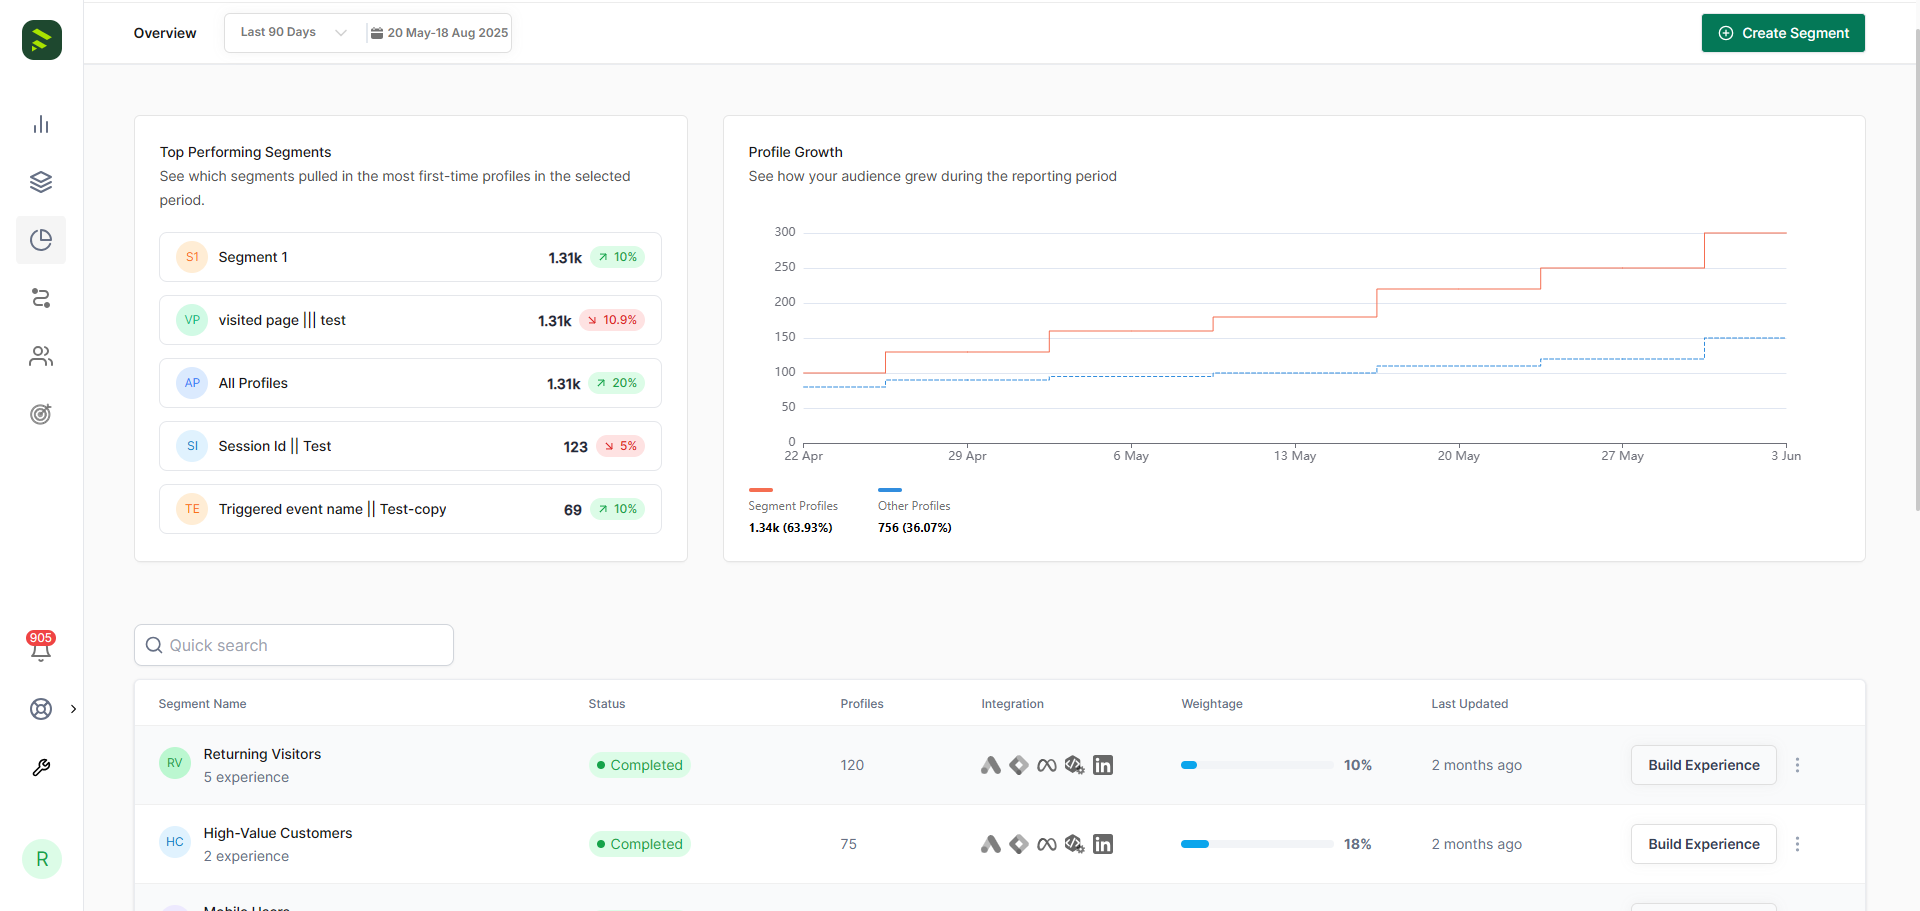 Overview
Last 90 Days
20 May-18 Aug 2025
Create Segment
Top Performing Segments
See which segments pulled in the most first-time profiles in the selected
period.
S1 Segment 1 1.31k 10%
VP visited page ||| test 1.31k 10.9%
AP All Profiles 1.31k 20%
SI Session Id || Test 123 5%
TE Triggered event name || Test-copy 69 10%
Profile Growth
See how your audience grew during the reporting period
300
250
200
150
100
50
0
22 Apr 29 Apr 6 May 13 May 20 May 27 May 3 Jun
Segment Profiles Other Profiles
1.34k (63.93%) 756 (36.07%)
905
R
Quick search
Segment Name Status Profiles Integration Weightage Last Updated
RV Returning Visitors
5 experience
Completed 120 in 10% 2 months ago Build Experience
HC High-Value Customers
2 experience
Completed 75 in 18% 2 months ago Build Experience
Mobile Users